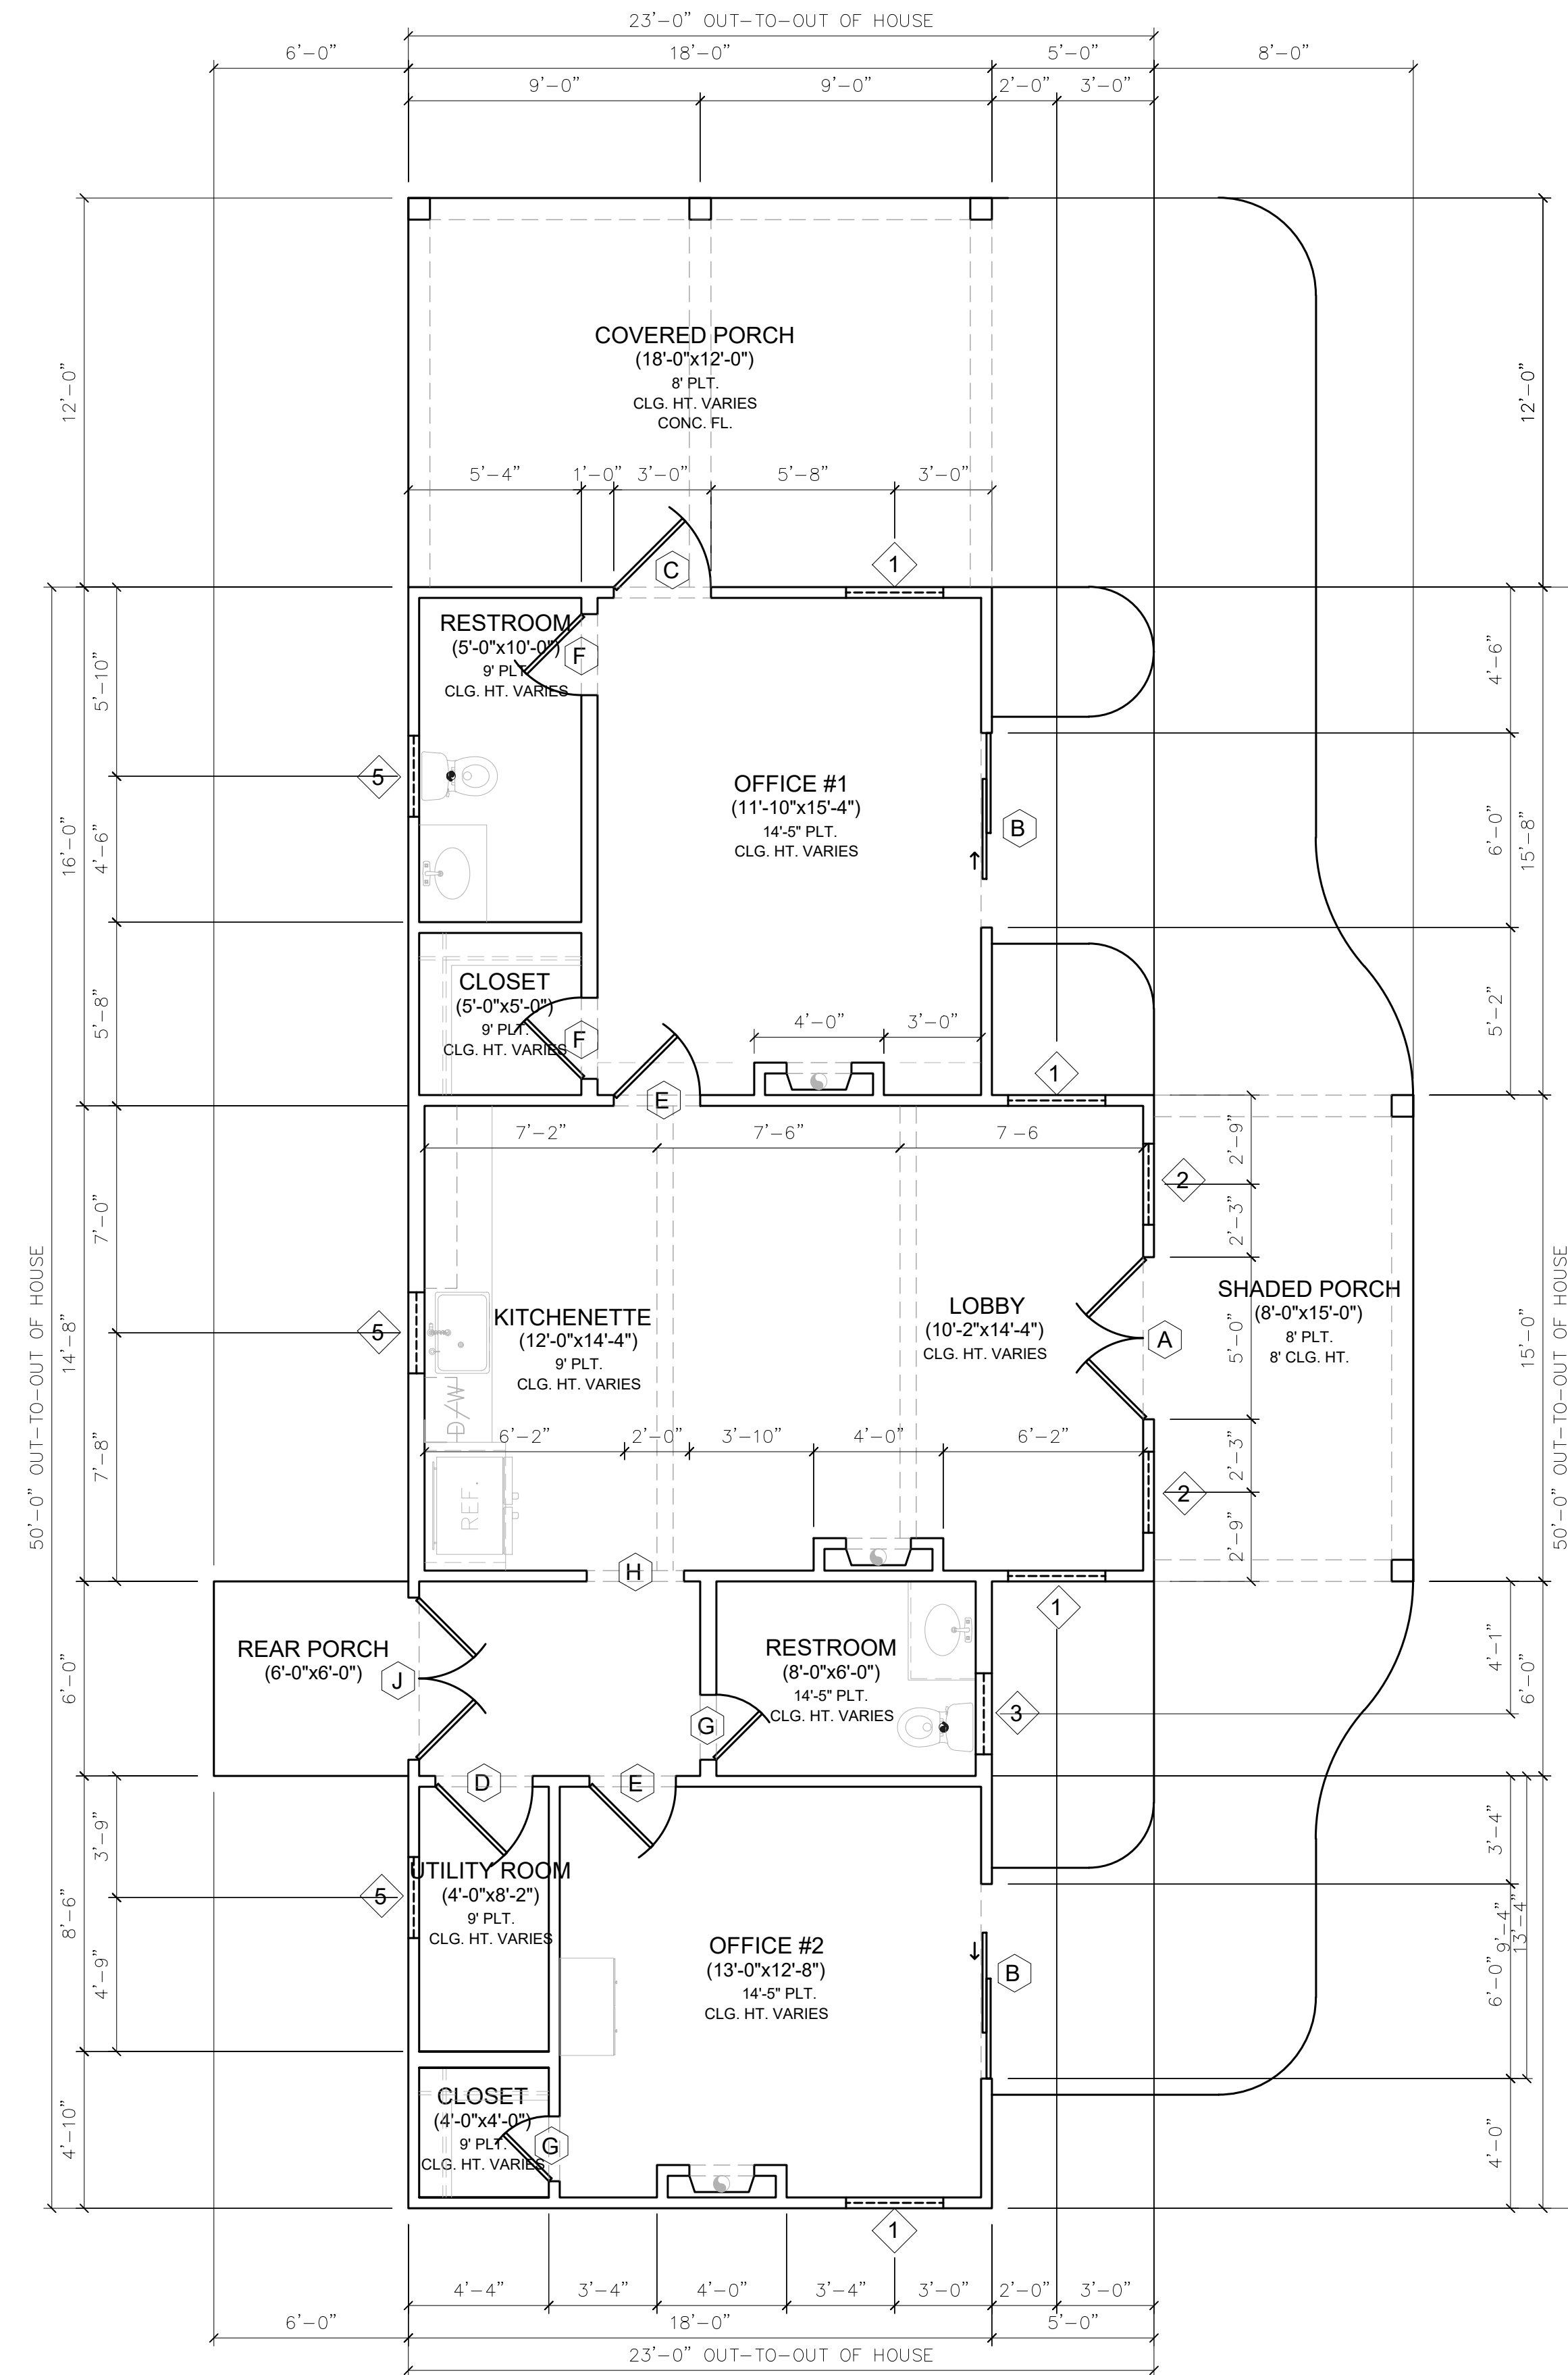 23'-0" OUT-TO-OUT OF HOUSE
6'-0"
18'-0"
5'-0"
8'-0"
9'-0"
9'-0"
2'-0"
3'-0"
12'-0"
12'-0"
COVERED PORCH
(18'-0"x12'-0")
8' PLT.
CLG. HT. VARIES
CONC. FL.
5'-4"
1'-0"
3'-0"
5'-8"
3'-0"
C
1
RESTROOM
(5'-0"x10'-0")
9' PLT.
CLG. HT. VARIES
F
5'-10"
4'-6"
5
16'-0"
4'-6"
OFFICE #1
(11'-10"x15'-4")
14'-5" PLT.
CLG. HT. VARIES
B
6'-0"
15'-8"
CLOSET
(5'-0"x5'-0")
9' PLT.
CLG. HT. VARIES
F
5'-8"
5'-2"
4'-0"
3'-0"
E
1
7'-2"
7'-6"
7-6
2'-9"
2
2'-3"
7'-0"
50'-0" OUT-TO-OUT OF HOUSE
14'-8"
5
KITCHENETTE
(12'-0"x14'-4")
9' PLT.
CLG. HT. VARIES
LOBBY
(10'-2"x14'-4")
CLG. HT. VARIES
A
5'-0"
SHADED PORCH
(8'-0"x15'-0")
8' PLT.
8' CLG. HT.
15'-0"
50'-0" OUT-TO-OUT OF HOUSE
D/W
7'-8"
6'-2"
2'-0"
3'-10"
4'-0"
6'-2"
2'-3"
2
2'-9"
REF.
H
1
REAR PORCH
(6'-0"x6'-0")
J
6'-0"
RESTROOM
(8'-0"x6'-0")
14'-5" PLT.
CLG. HT. VARIES
G
3
4'-1"
6'-0"
D
E
3'-9"
3'-4"
5
UTILITY ROOM
(4'-0"x8'-2")
9' PLT.
CLG. HT. VARIES
8'-6"
4'-9"
OFFICE #2
(13'-0"x12'-8")
14'-5" PLT.
CLG. HT. VARIES
B
6'-0"
9'-4"
13'-4"
CLOSET
(4'-0"x4'-0")
9' PLT.
CLG. HT. VARIES
G
4'-10"
4'-0"
1
4'-4"
3'-4"
4'-0"
3'-4"
3'-0"
2'-0"
3'-0"
6'-0"
18'-0"
5'-0"
23'-0" OUT-TO-OUT OF HOUSE